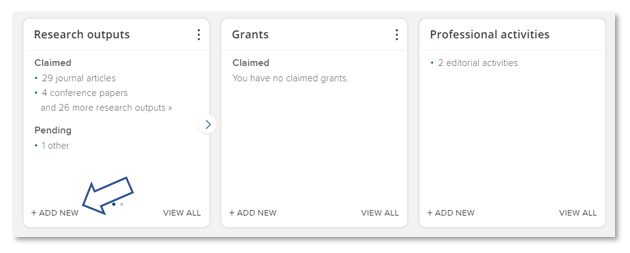 Research outputs
Claimed
• 29 journal articles
• 4 conference papers
and 26 more research outputs »
Pending
• 1 other
+ ADD NEW
VIEW ALL
Grants
Claimed
You have no claimed grants.
+ ADD NEW
VIEW ALL
Professional activities
• 2 editorial activities
+ ADD NEW
VIEW ALL